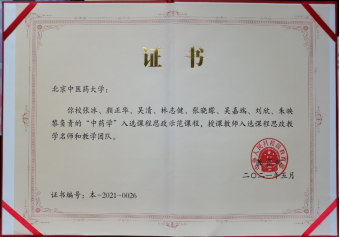 证书
北京中医药大学：
你校张冰、颜正华、吴清、林志健、张晓朦、吴嘉瑞、刘欣、朱映
黎负责的“中药学”入选课程思政示范课程，授课教师入选课程思政教
学名师和教学团队。
二〇二一年五月
证书编号：本-2021-0026